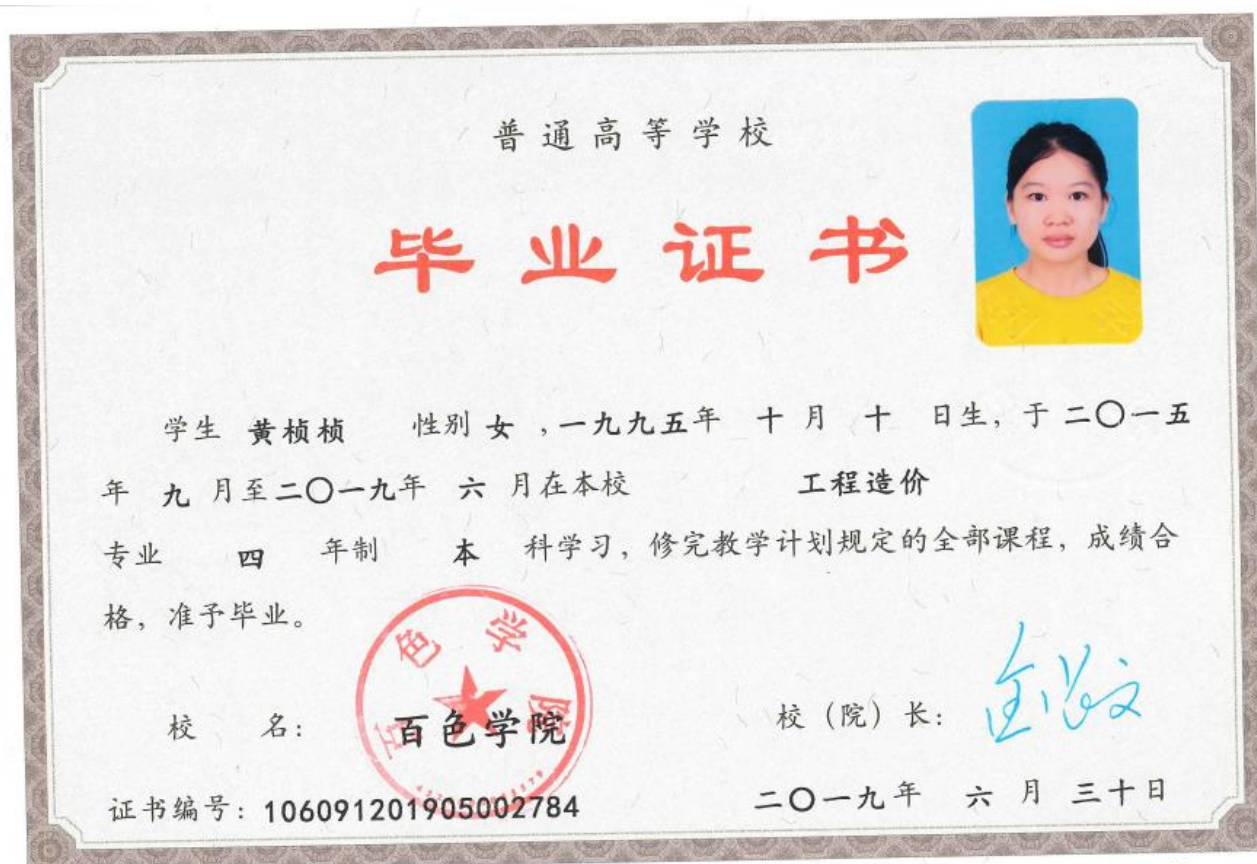 普通高等学校
毕业证书
学生 黄桢桢 性别 女 ,一九九五年 十 月 十 日生, 于 二〇一五
年 九 月至二〇一九年 六 月在本校 工程造价
专业 四 年制 本 科学习, 修完教学计划规定的全部课程, 成绩合
格, 准予毕业。
百色学院
校 名: 百色学院
校 (院) 长:
证书编号: 106091201905002784
二〇一九年 六 月 三十日